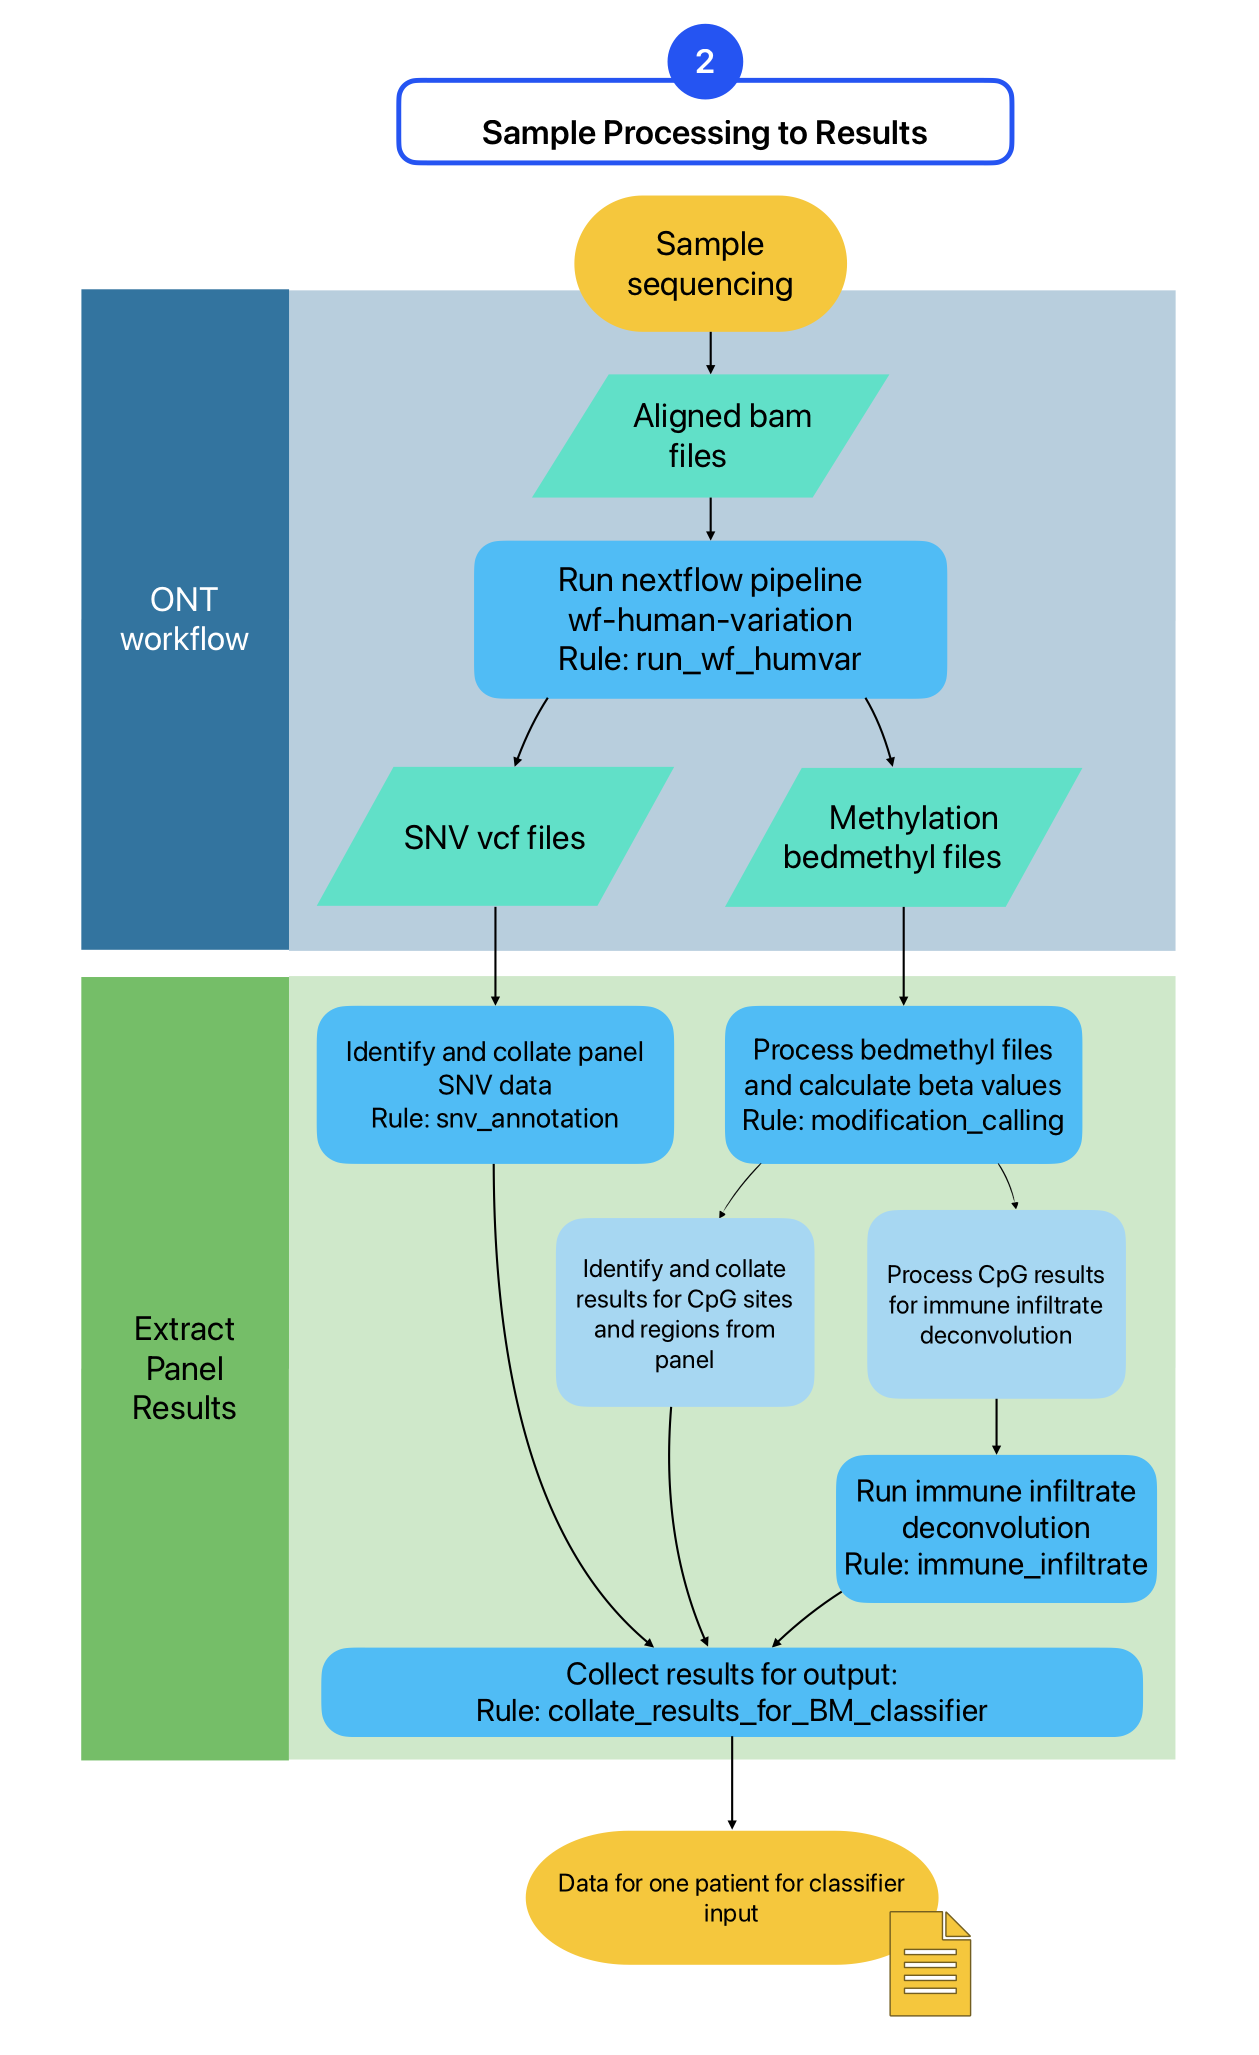 2
Sample Processing to Results
Sample
sequencing
Aligned bam
files
Run nextflow pipeline
wf-human-variation
Rule: run_wf_humvar
ONT
workflow
SNV vcf files
Methylation
bedmethyl files
Identify and collate panel
SNV data
Rule: snv_annotation
Process bedmethyl files
and calculate beta values
Rule: modification_calling
Identify and collate
results for CpG sites
and regions from
panel
Process CpG results
for immune infiltrate
deconvolution
Extract
Panel
Results
Run immune infiltrate
deconvolution
Rule: immune_infiltrate
Collect results for output:
Rule: collate_results_for_BM_classifier
Data for one patient for classifier
input